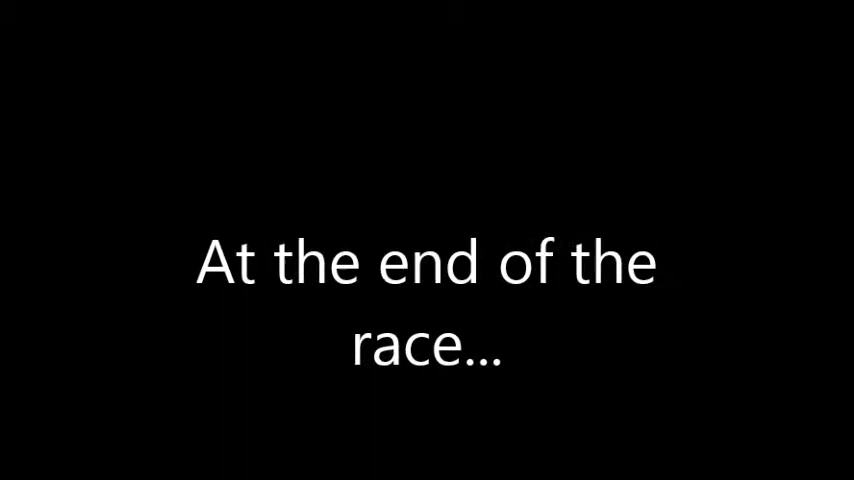 At the end of the
race...